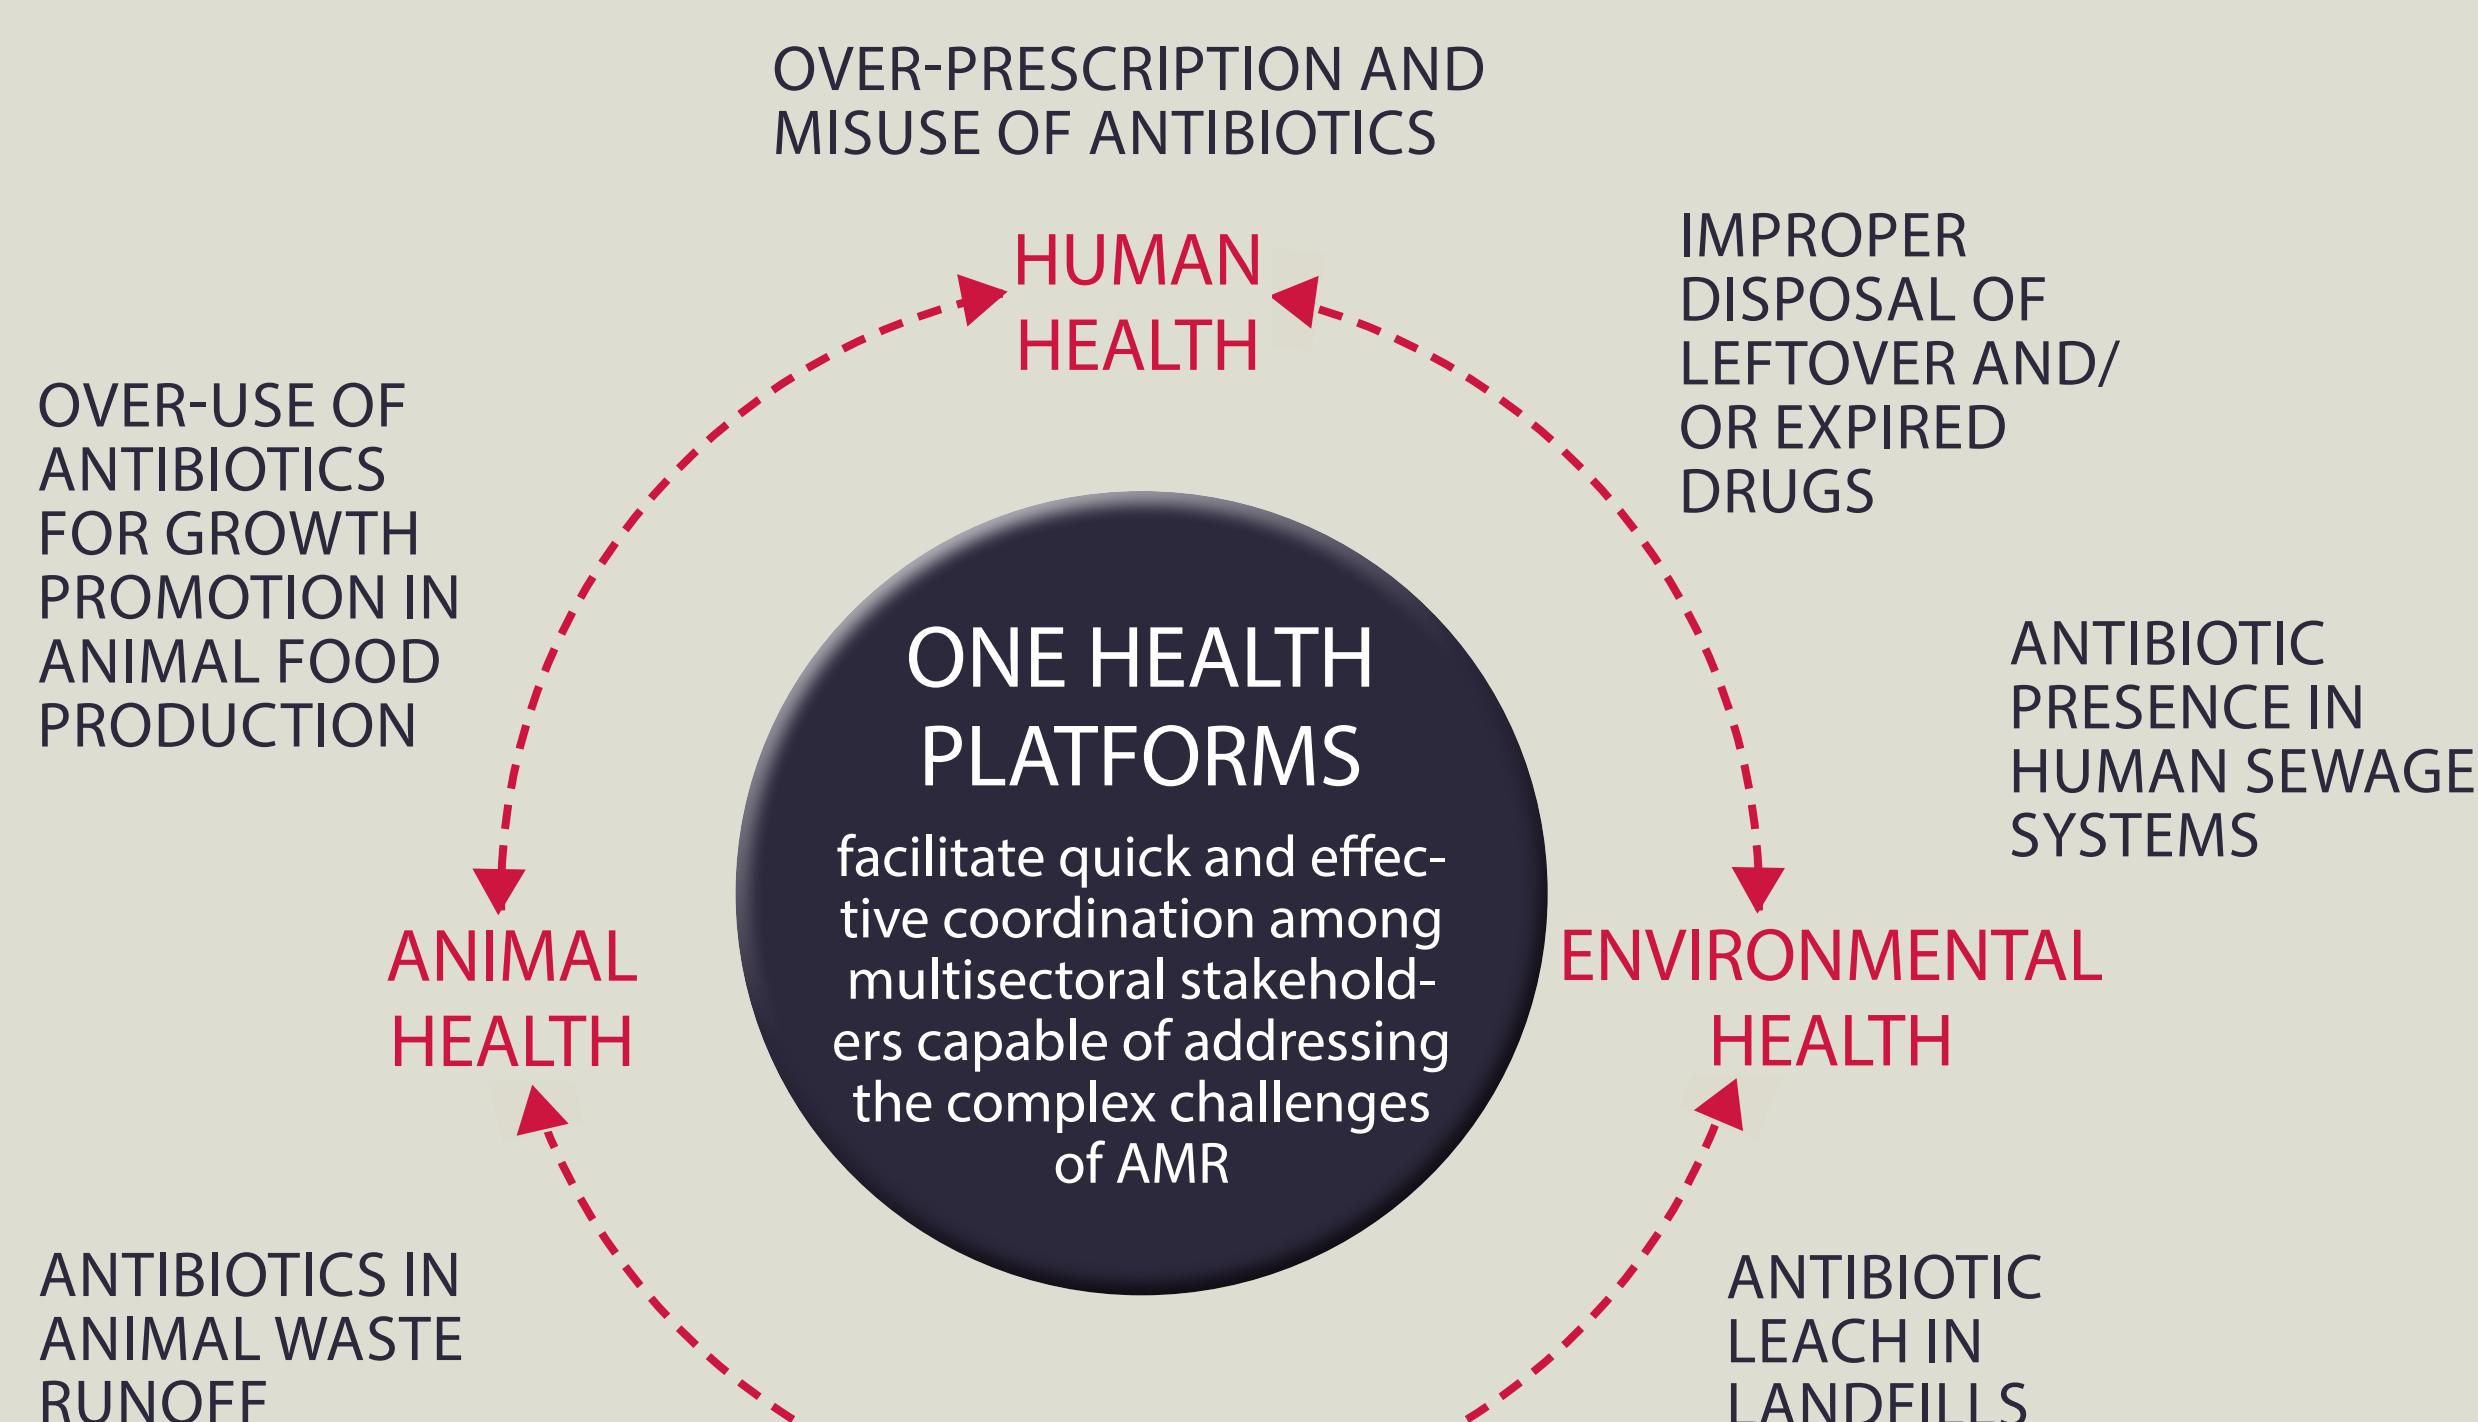 OVER-PRESCRIPTION AND
MISUSE OF ANTIBIOTICS
HUMAN
HEALTH
IMPROPER
DISPOSAL OF
LEFTOVER AND/
OR EXPIRED
DRUGS
OVER-USE OF
ANTIBIOTICS
FOR GROWTH
PROMOTION IN
ANIMAL FOOD
PRODUCTION
ONE HEALTH
PLATFORMS
facilitate quick and effec-
tive coordination among
multisectoral stakehold-
ers capable of addressing
the complex challenges
of AMR
ANTIBIOTIC
PRESENCE IN
HUMAN SEWAGE
SYSTEMS
ANIMAL
HEALTH
ENVIRONMENTAL
HEALTH
ANTIBIOTICS IN
ANIMAL WASTE
RUNOFF
ANTIBIOTIC
LEACH IN
LANDFILLS